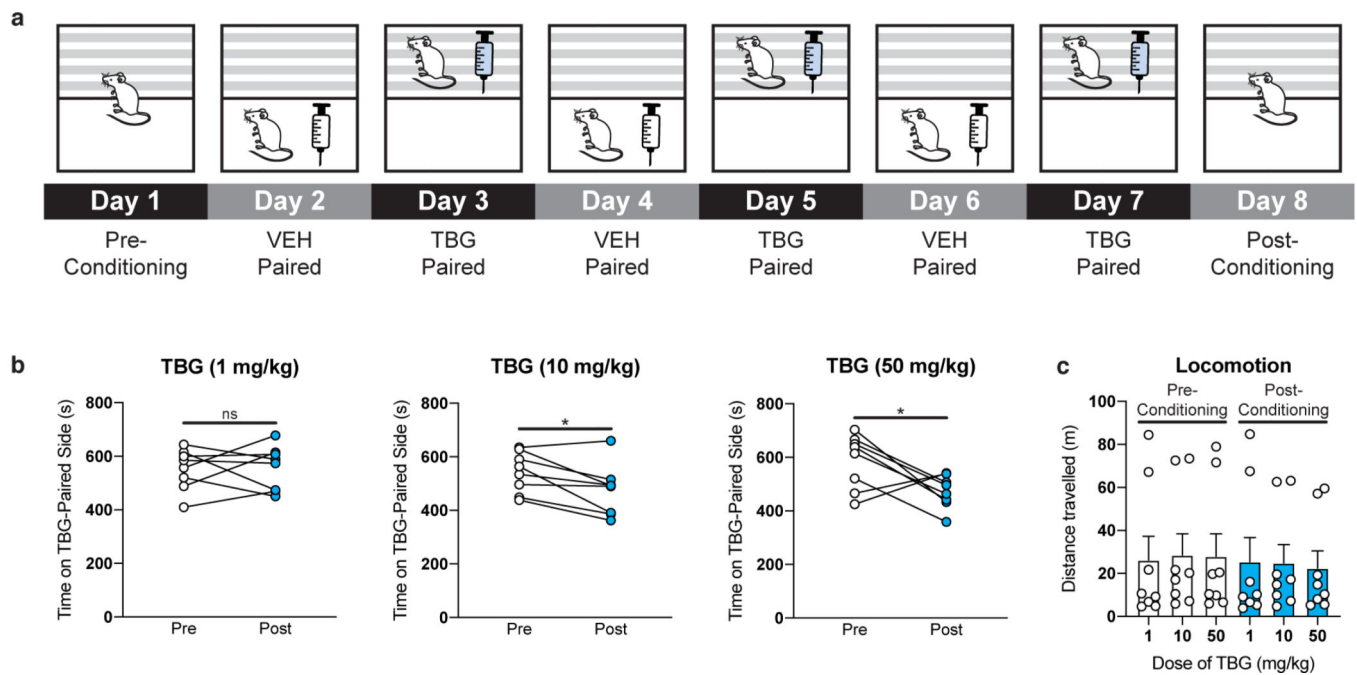 a
Day 1 Day 2 Day 3 Day 4 Day 5 Day 6 Day 7 Day 8
Pre- VEH TBG VEH TBG VEH TBG Post-
Conditioning Paired Paired Paired Paired Paired Paired Conditioning
b
TBG (1 mg/kg)
Time on TBG-Paired Side (s)
800
600
400
200
0
ns
Pre Post
TBG (10 mg/kg)
Time on TBG-Paired Side (s)
800
600
400
200
0
*
Pre Post
TBG (50 mg/kg)
Time on TBG-Paired Side (s)
800
600
400
200
0
*
Pre Post
c
Locomotion
Pre- Post-
Conditioning Conditioning
Distance travelled (m)
100
80
60
40
20
0
1 10 50 1 10 50
Dose of TBG (mg/kg)